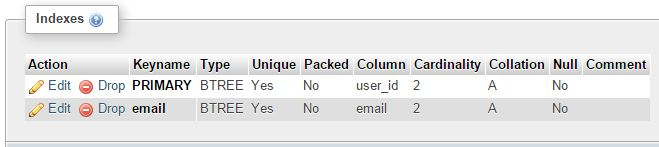 Indexes
Action Keyname Type Unique Packed Column Cardinality Collation Null Comment
Edit Drop PRIMARY BTREE Yes No user_id 2 A No
Edit Drop email BTREE Yes No email 2 A No